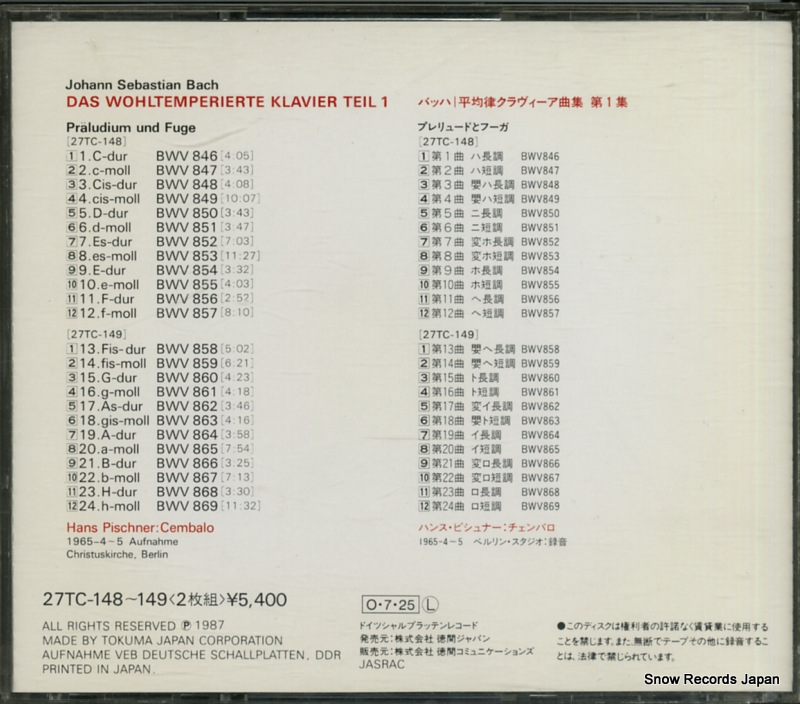 Johann Sebastian Bach
DAS WOHLTEMPERIERTE KLAVIER TEIL 1
バッハ|平均律クラヴィーア曲集 第1集
Präludium und Fuge
[27TC-148]
1 1.C-dur BWV 846 [4:05]
2 2.c-moll BWV 847 [3:43]
3 3.Cis-dur BWV 848 [4:08]
4 4.cis-moll BWV 849 [10:07]
5 5.D-dur BWV 850 [3:43]
6 6.d-moll BWV 851 [3:47]
7 7.Es-dur BWV 852 [7:03]
8 8.es-moll BWV 853 [11:27]
9 9.E-dur BWV 854 [3:32]
10 10.e-moll BWV 855 [4:03]
11 11.F-dur BWV 856 [2:52]
12 12.f-moll BWV 857 [8:10]
[27TC-149]
1 13.Fis-dur BWV 858 [5:02]
2 14.fis-moll BWV 859 [6:21]
3 15.G-dur BWV 860 [4:23]
4 16.g-moll BWV 861 [4:18]
5 17.As-dur BWV 862 [3:46]
6 18.gis-moll BWV 863 [4:16]
7 19.A-dur BWV 864 [3:58]
8 20.a-moll BWV 865 [7:54]
9 21.B-dur BWV 866 [3:25]
10 22.b-moll BWV 867 [7:13]
11 23.H-dur BWV 868 [3:30]
12 24.h-moll BWV 869 [11:32]
Hans Pischner:Cembalo
1965-4~5 Aufnahme
Christuskirche, Berlin
プレリュードとフーガ
[27TC-148]
1 第1曲 ハ長調 BWV846
2 第2曲 ハ短調 BWV847
3 第3曲 嬰ハ長調 BWV848
4 第4曲 嬰ハ短調 BWV849
5 第5曲 ニ長調 BWV850
6 第6曲 ニ短調 BWV851
7 第7曲 変ホ長調 BWV852
8 第8曲 変ホ短調 BWV853
9 第9曲 ホ長調 BWV854
10 第10曲 ホ短調 BWV855
11 第11曲 ヘ長調 BWV856
12 第12曲 ヘ短調 BWV857
[27TC-149]
1 第13曲 嬰ヘ長調 BWV858
2 第14曲 嬰ヘ短調 BWV859
3 第15曲 ト長調 BWV860
4 第16曲 ト短調 BWV861
5 第17曲 変イ長調 BWV862
6 第18曲 嬰ト短調 BWV863
7 第19曲 イ長調 BWV864
8 第20曲 イ短調 BWV865
9 第21曲 変ロ長調 BWV866
10 第22曲 変ロ短調 BWV867
11 第23曲 ロ長調 BWV868
12 第24曲 ロ短調 BWV869
ハンス・ピシュナー:チェンバロ
1965-4~5 ベルリン・スタジオ:録音
27TC-148~149〈2枚組〉¥5,400
ALL RIGHTS RESERVED Ⓟ 1987
MADE BY TOKUMA JAPAN CORPORATION
AUFNAHME VEB DEUTSCHE SCHALLPLATTEN, DDR
PRINTED IN JAPAN.
O・7・25 Ⓛ
ドイツシャルプラッテンレコード
発売元:株式会社 徳間ジャパン
販売元:株式会社 徳間コミュニケーションズ
JASRAC
●このディスクは権利者の許諾なく賃貸業に使用する
ことを禁じます。また、無断でテープその他に録音するこ
とは、法律で禁じられています。
Snow Records Japan